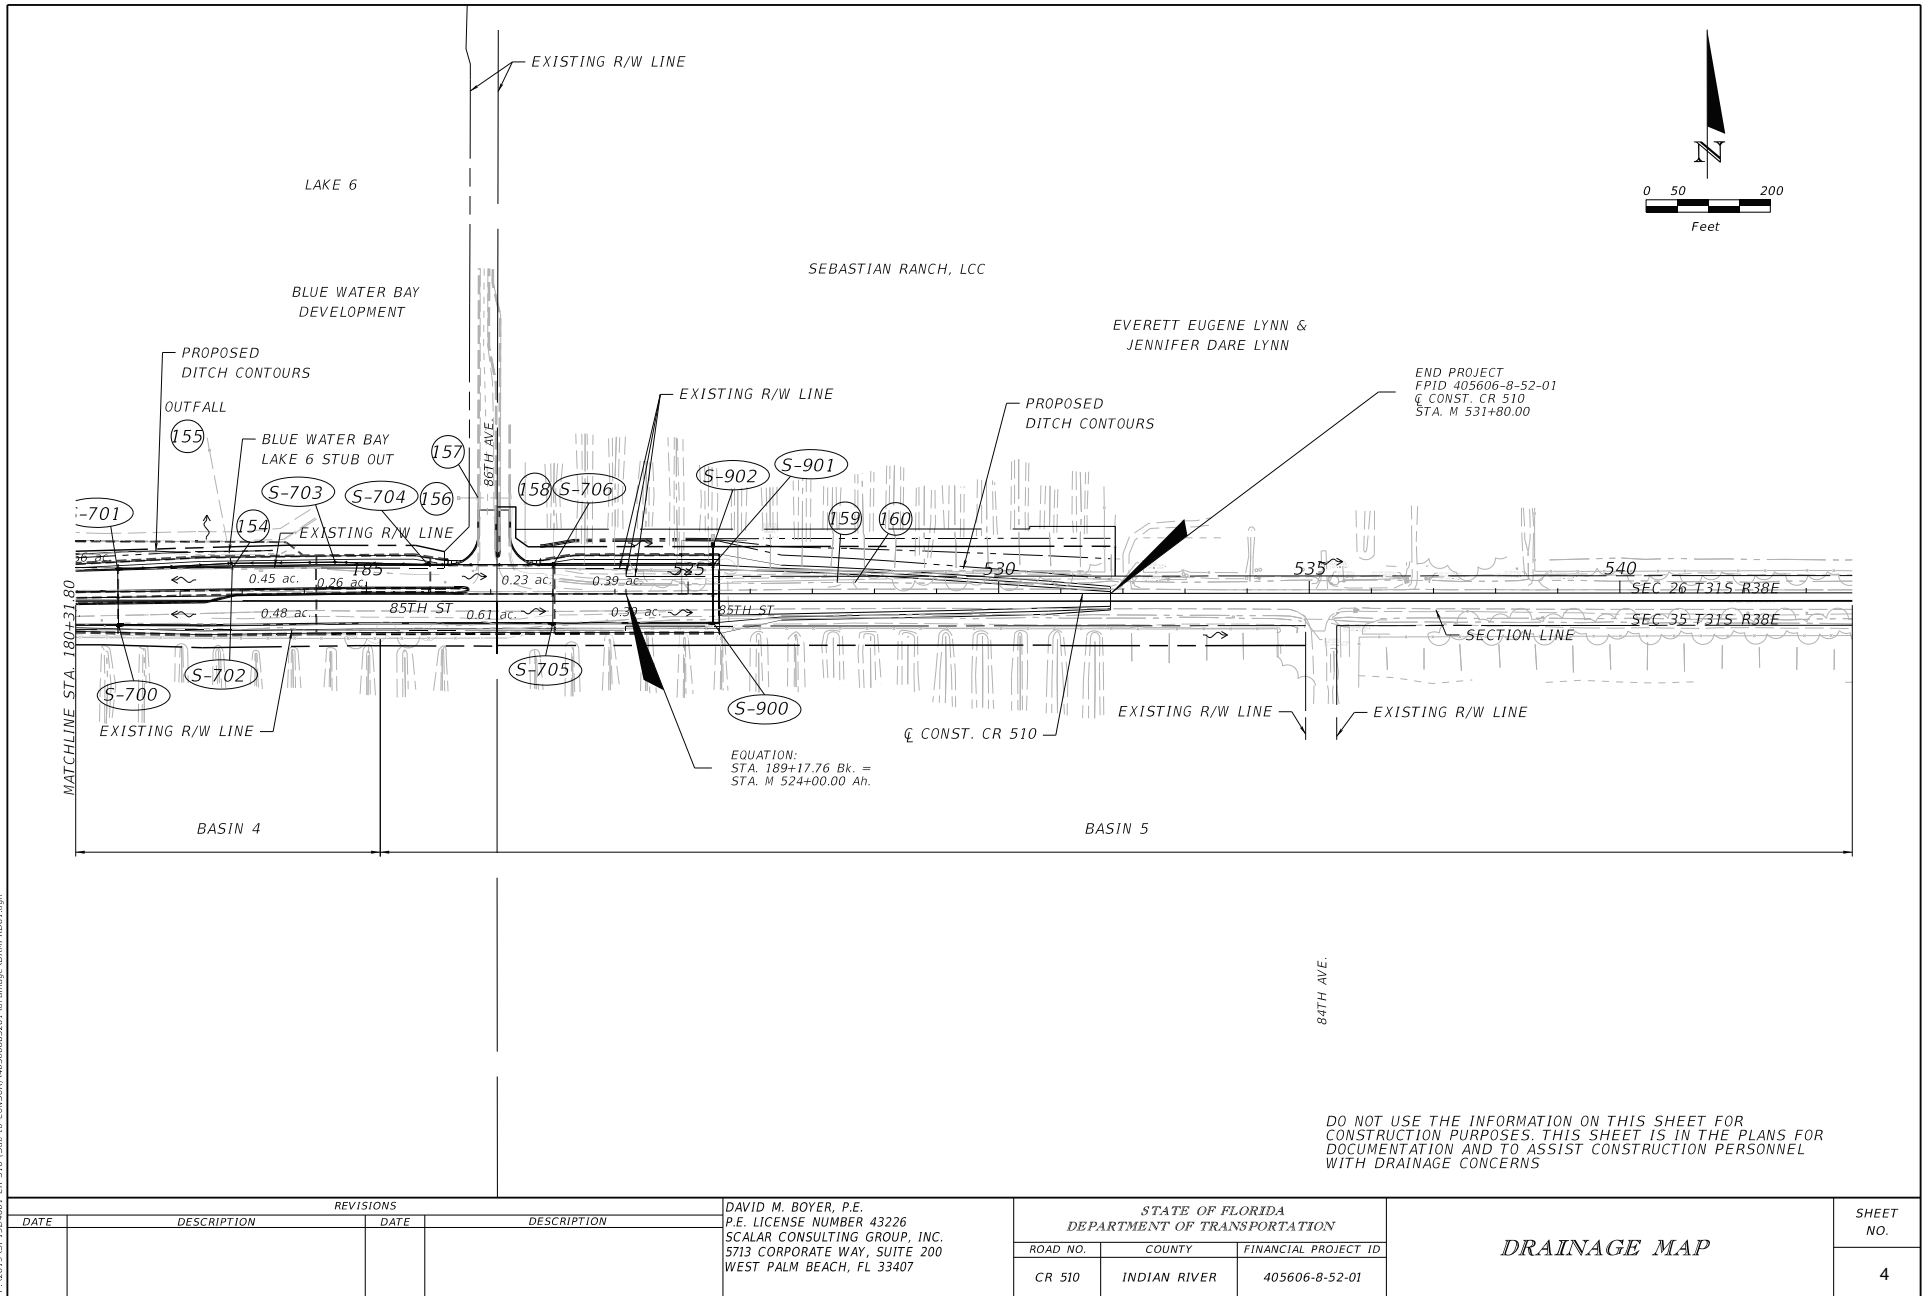 EXISTING R/W LINE
LAKE 6
N
0 50 200
Feet
SEBASTIAN RANCH, LCC
BLUE WATER BAY
DEVELOPMENT
EVERETT EUGENE LYNN &
JENNIFER DARE LYNN
PROPOSED
DITCH CONTOURS
END PROJECT
FPID 405606-8-52-01
℄ CONST. CR 510
STA. M 531+80.00
EXISTING R/W LINE
OUTFALL
155
BLUE WATER BAY
LAKE 6 STUB OUT
PROPOSED
DITCH CONTOURS
157
86TH AVE.
S-902
S-901
S-703
S-704
156
158
S-706
-701
154
EXISTING R/W LINE
159
160
185
525
530
535
540
0.45 ac.
0.26 ac.
0.23 ac.
0.39 ac.
SEC 26 T31S R38E
0.48 ac.
85TH ST
0.61 ac.
85TH ST
SEC 35 T31S R38E
SECTION LINE
MATCHLINE STA. 180+31.80
S-700
S-702
S-705
S-900
EXISTING R/W LINE
EXISTING R/W LINE
EXISTING R/W LINE
℄ CONST. CR 510
EQUATION:
STA. 189+17.76 Bk. =
STA. M 524+00.00 Ah.
BASIN 4
BASIN 5
84TH AVE.
DO NOT USE THE INFORMATION ON THIS SHEET FOR
CONSTRUCTION PURPOSES. THIS SHEET IS IN THE PLANS FOR
DOCUMENTATION AND TO ASSIST CONSTRUCTION PERSONNEL
WITH DRAINAGE CONCERNS
REVISIONS
DATE DESCRIPTION DATE DESCRIPTION
DAVID M. BOYER, P.E.
P.E. LICENSE NUMBER 43226
SCALAR CONSULTING GROUP, INC.
5713 CORPORATE WAY, SUITE 200
WEST PALM BEACH, FL 33407
STATE OF FLORIDA
DEPARTMENT OF TRANSPORTATION
ROAD NO. COUNTY FINANCIAL PROJECT ID
CR 510 INDIAN RIVER 405606-8-52-01
DRAINAGE MAP
SHEET
NO.
4